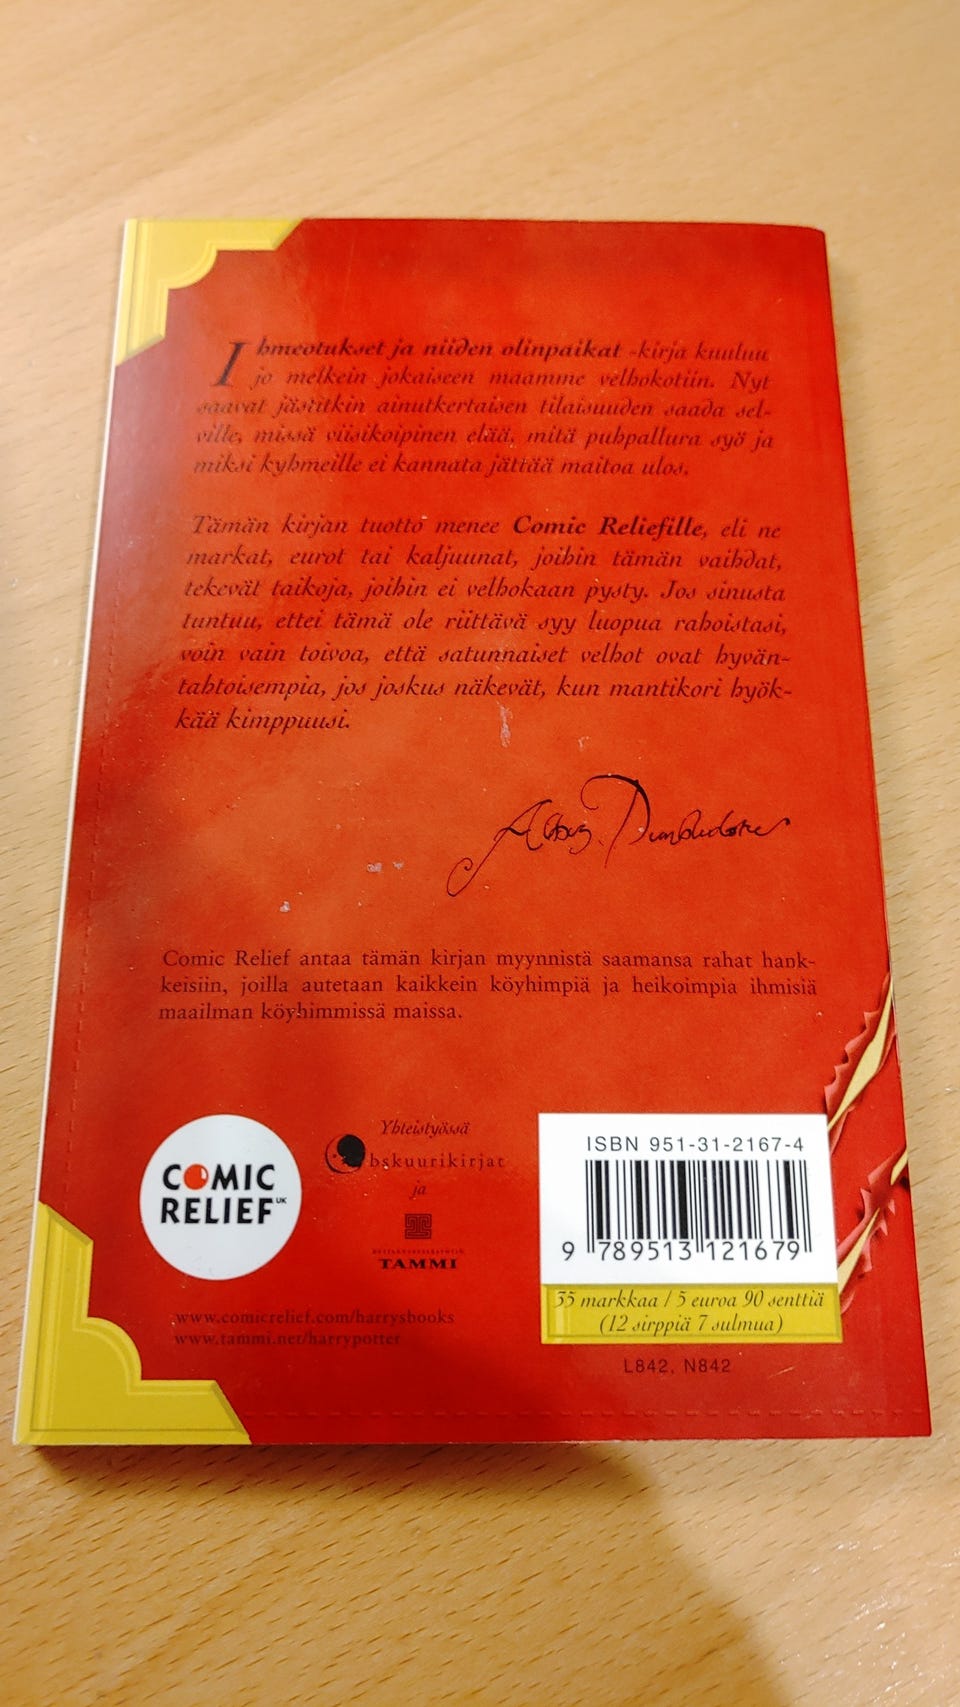 Ihmeotukset ja niiden olinpaikat -kirja kuuluu
jo melkein jokaiseen maamme velhokotiin. Nyt
saavat jästitkin ainutkertaisen tilaisuuden saada sel-
ville, missä viisikoipinen elää, mitä puhpallura syö ja
miksi kyhmeille ei kannata jättää maitoa ulos.
Tämän kirjan tuotto menee Comic Reliefille, eli ne
markat, eurot tai kaljuunat, joihin tämän vaihdat,
tekevät taikoja, joihin ei velhokaan pysty. Jos sinusta
tuntuu, ettei tämä ole riittävä syy luopua rahoistasi,
voin vain toivoa, että satunnaiset velhot ovat hyvän-
tahtoisempia, jos joskus näkevät, kun mantikori hyök-
kää kimppuusi.
Albus Dumbledore
Comic Relief antaa tämän kirjan myynnistä saamansa rahat hank-
keisiin, joilla autetaan kaikkein köyhimpiä ja heikoimpia ihmisiä
maailman köyhimmissä maissa.
COMIC
RELIEF UK
Yhteistyössä
Obskuurikirjat
ja
TAMMI
www.comicrelief.com/harrysbooks
www.tammi.net/harrypotter
ISBN 951-31-2167-4
9 789513 121679
35 markkaa / 5 euroa 90 senttiä
(12 sirppiä 7 sulmua)
L842, N842